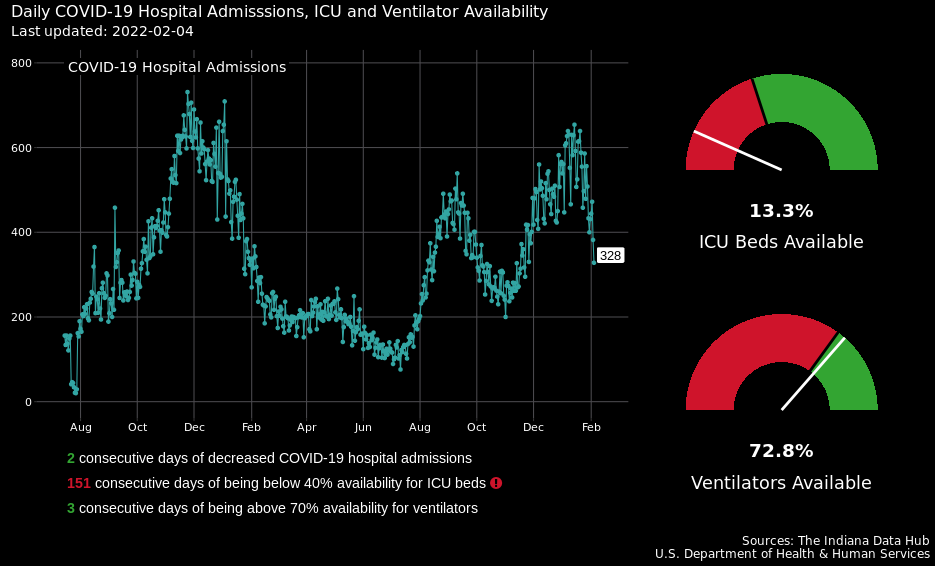 Daily COVID-19 Hospital Admisssions, ICU and Ventilator Availability
Last updated: 2022-02-04
COVID-19 Hospital Admissions
800
600
400
200
0
Aug Oct Dec Feb Apr Jun Aug Oct Dec Feb
328
13.3%
ICU Beds Available
72.8%
Ventilators Available
2 consecutive days of decreased COVID-19 hospital admissions
151 consecutive days of being below 40% availability for ICU beds !
3 consecutive days of being above 70% availability for ventilators
Sources: The Indiana Data Hub
U.S. Department of Health & Human Services